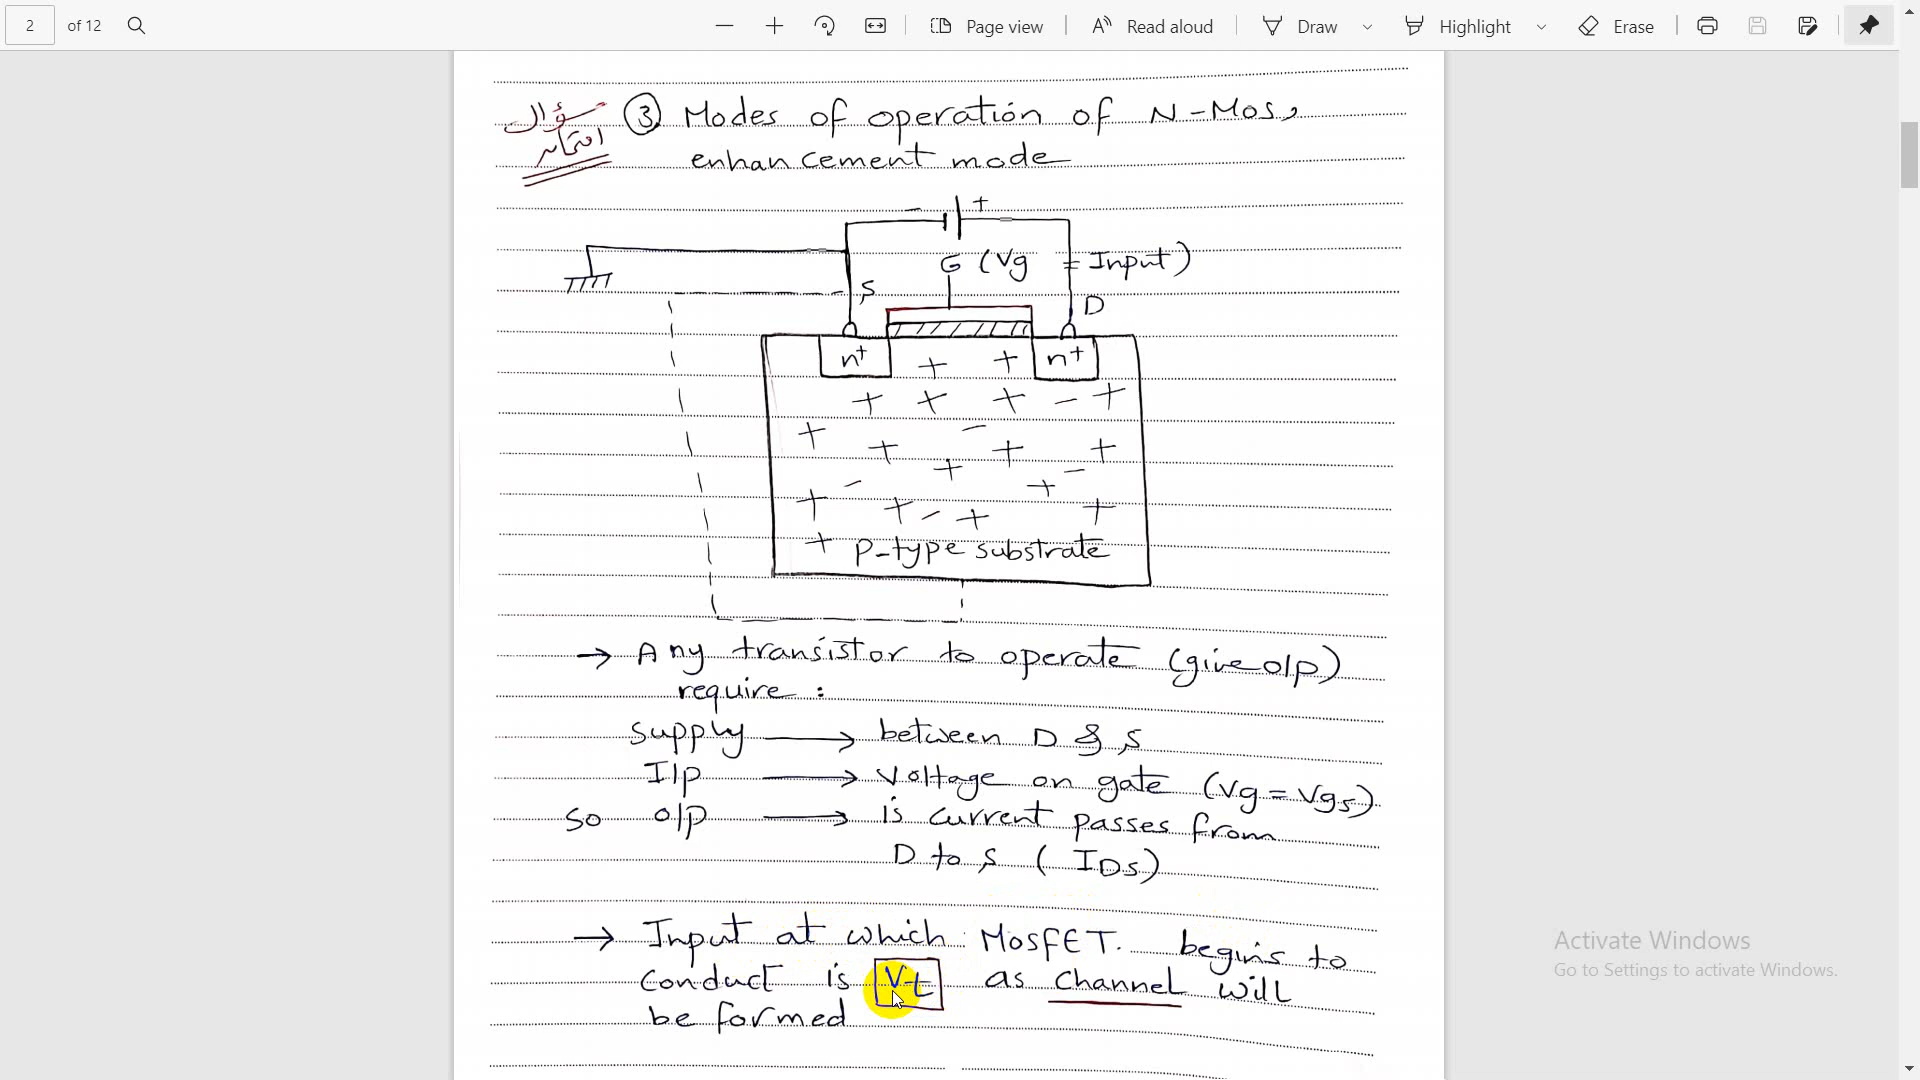 2 of 12 Page view Read aloud Draw Highlight Erase
سؤال
امتحان
③ Modes of operation of N-Mos,
enhancement mode
- +
G (Vg = Input)
S D
n+ + + n+
+ + + - +
+ + - + +
+ - +
+ - + - + + +
+ P-type substrate
→ Any transistor to operate (give o/p)
require :
Supply → between D & S
I/p → Voltage on gate (Vg = Vgs)
So o/p → is current passes from
D to S ( IDs)
→ Input at which MosfET. begins to
conduct is Vt as Channel will
be formed
Activate Windows
Go to Settings to activate Windows.